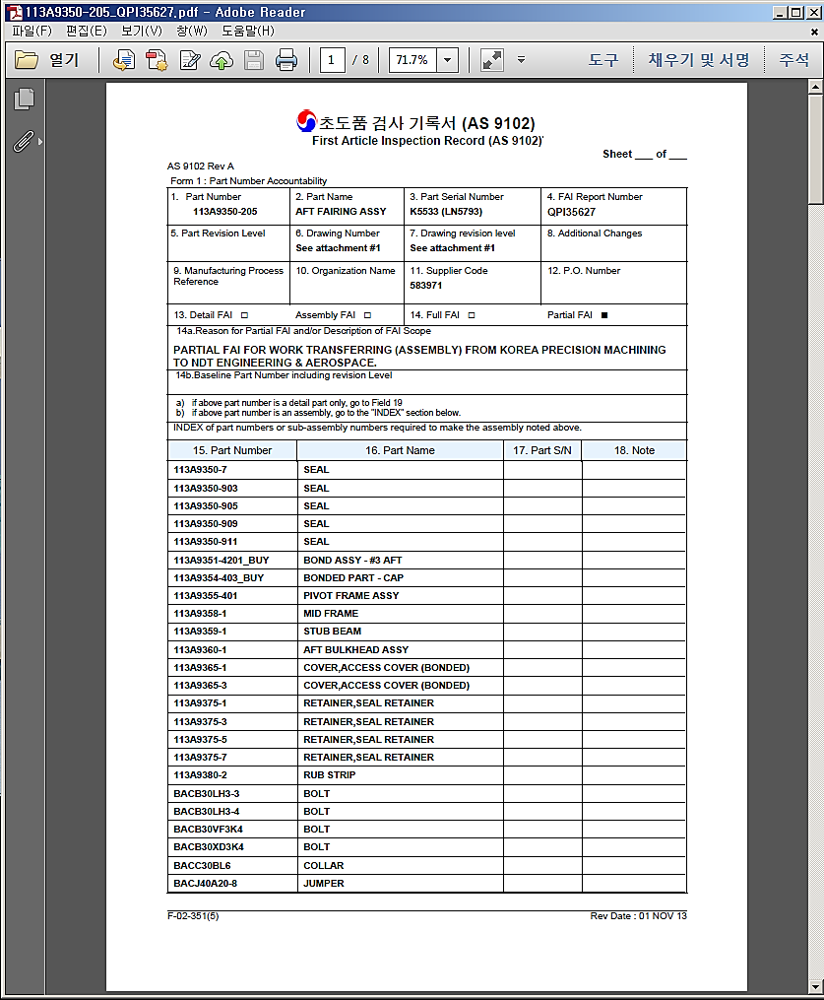 113A9350-205_QPI35627.pdf - Adobe Reader
파일(F) 편집(E) 보기(V) 창(W) 도움말(H)
열기 1 / 8 71.7% 도구 채우기 및 서명 주석
초도품 검사 기록서 (AS 9102)
First Article Inspection Record (AS 9102)
Sheet ___ of ___
AS 9102 Rev A
Form 1 : Part Number Accountability
1. Part Number 2. Part Name 3. Part Serial Number 4. FAI Report Number
113A9350-205 AFT FAIRING ASSY K5533 (LN5793) QPI35627
5. Part Revision Level 6. Drawing Number 7. Drawing revision level 8. Additional Changes
See attachment #1 See attachment #1
9. Manufacturing Process 10. Organization Name 11. Supplier Code 12. P.O. Number
Reference
583971
13. Detail FAI □ Assembly FAI □ 14. Full FAI □ Partial FAI ■
14a.Reason for Partial FAI and/or Description of FAI Scope
PARTIAL FAI FOR WORK TRANSFERRING (ASSEMBLY) FROM KOREA PRECISION MACHINING
TO NDT ENGINEERING & AEROSPACE.
14b.Baseline Part Number including revision Level
a) if above part number is a detail part only, go to Field 19
b) if above part number is an assembly, go to the "INDEX" section below.
INDEX of part numbers or sub-assembly numbers required to make the assembly noted above.
15. Part Number 16. Part Name 17. Part S/N 18. Note
113A9350-7 SEAL
113A9350-903 SEAL
113A9350-905 SEAL
113A9350-909 SEAL
113A9350-911 SEAL
113A9351-4201_BUY BOND ASSY - #3 AFT
113A9354-403_BUY BONDED PART - CAP
113A9355-401 PIVOT FRAME ASSY
113A9358-1 MID FRAME
113A9359-1 STUB BEAM
113A9360-1 AFT BULKHEAD ASSY
113A9365-1 COVER,ACCESS COVER (BONDED)
113A9365-3 COVER,ACCESS COVER (BONDED)
113A9375-1 RETAINER,SEAL RETAINER
113A9375-3 RETAINER,SEAL RETAINER
113A9375-5 RETAINER,SEAL RETAINER
113A9375-7 RETAINER,SEAL RETAINER
113A9380-2 RUB STRIP
BACB30LH3-3 BOLT
BACB30LH3-4 BOLT
BACB30VF3K4 BOLT
BACB30XD3K4 BOLT
BACC30BL6 COLLAR
BACJ40A20-8 JUMPER
F-02-351(5) Rev Date : 01 NOV 13